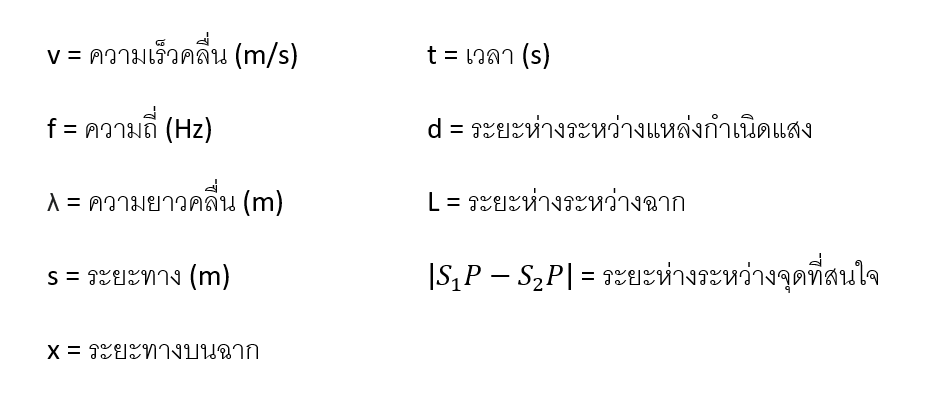 v = ความเร็วคลื่น (m/s)
f = ความถี่ (Hz)
λ = ความยาวคลื่น (m)
s = ระยะทาง (m)
x = ระยะทางบนฉาก
t = เวลา (s)
d = ระยะห่างระหว่างแหล่งกำเนิดแสง
L = ระยะห่างระหว่างฉาก
|S₁P − S₂P| = ระยะห่างระหว่างจุดที่สนใจ